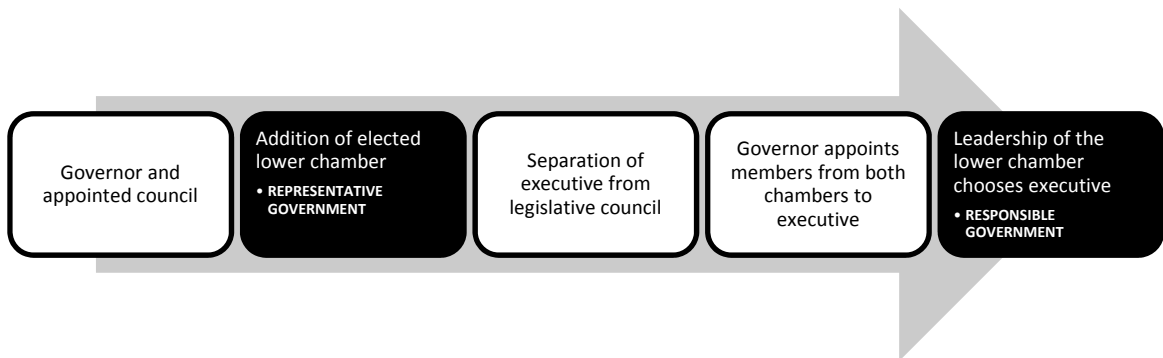 Governor and
appointed council
Addition of elected
lower chamber
• REPRESENTATIVE
GOVERNMENT
Separation of
executive from
legislative council
Governor appoints
members from both
chambers to
executive
Leadership of the
lower chamber
chooses executive
• RESPONSIBLE
GOVERNMENT